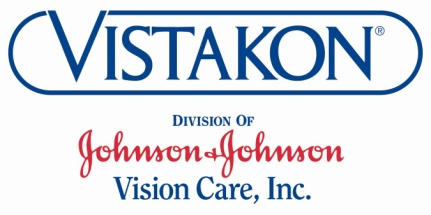 VISTAKON®
DIVISION OF
Johnson & Johnson
Vision Care, Inc.